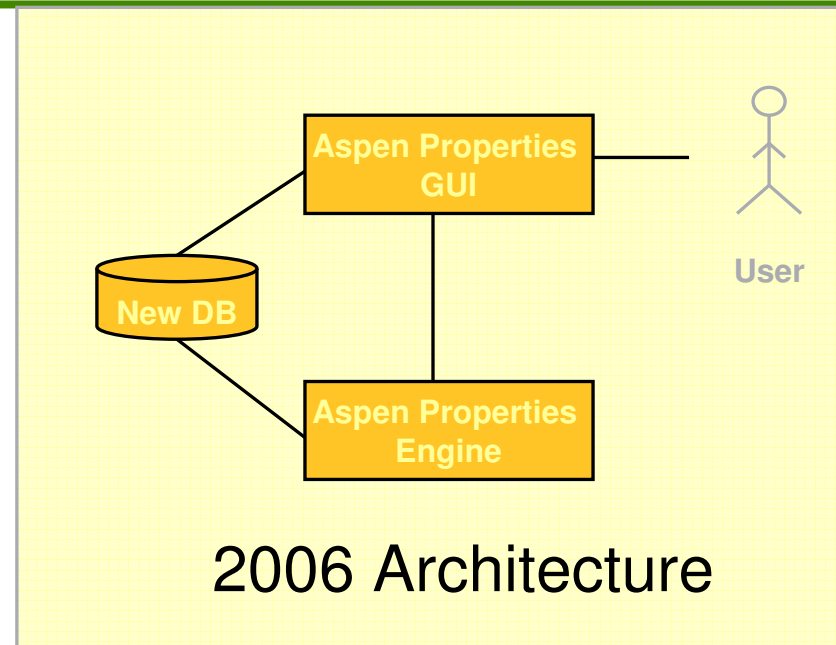 Aspen Properties
GUI
User
New DB
Aspen Properties
Engine
2006 Architecture